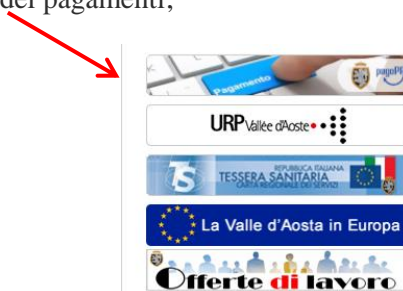 dei pagamenti,
Pagamento
pagoPA
URP Vallée d'Aoste
TS
REPUBBLICA ITALIANA
TESSERA SANITARIA
CARTA REGIONALE DEI SERVIZI
La Valle d'Aosta in Europa
Offerte di lavoro